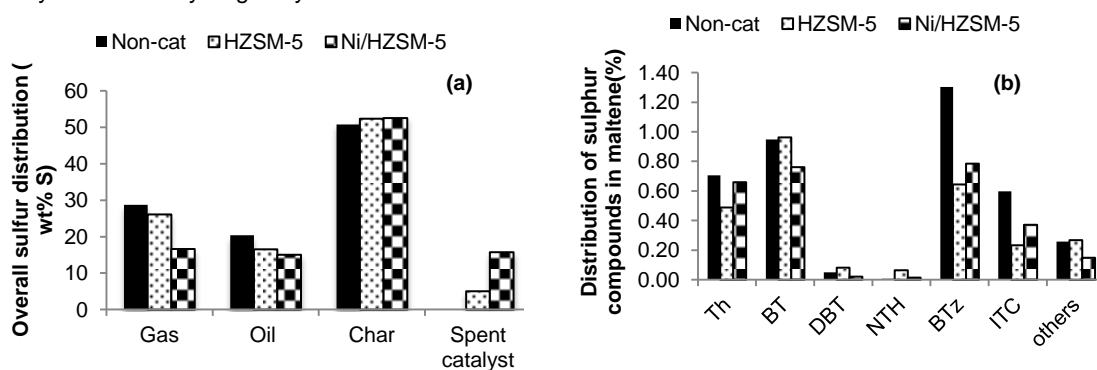 Non-cat HZSM-5 Ni/HZSM-5
(a)
Overall sulfur distribution (
wt% S)
60
50
40
30
20
10
0
Gas Oil Char Spent
catalyst
Non-cat HZSM-5 Ni/HZSM-5
(b)
Distribution of sulphur
compounds in maltene(%)
1.40
1.20
1.00
0.80
0.60
0.40
0.20
0.00
Th BT DBT NTH BTz ITC others